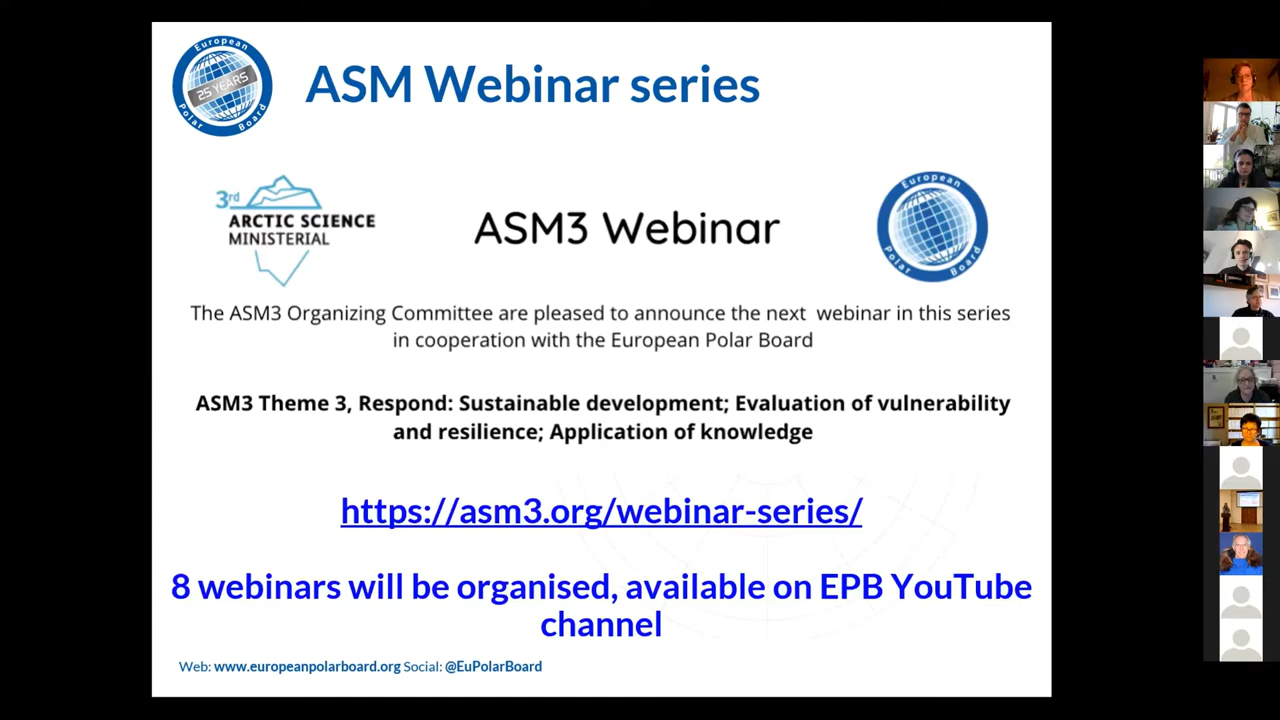 European
25 YEARS
Polar Board
ASM Webinar series
3rd
ARCTIC SCIENCE
MINISTERIAL
ASM3 Webinar
European
Polar Board
The ASM3 Organizing Committee are pleased to announce the next webinar in this series
in cooperation with the European Polar Board
ASM3 Theme 3, Respond: Sustainable development; Evaluation of vulnerability
and resilience; Application of knowledge
https://asm3.org/webinar-series/
8 webinars will be organised, available on EPB YouTube
channel
Web: www.europeanpolarboard.org Social: @EuPolarBoard